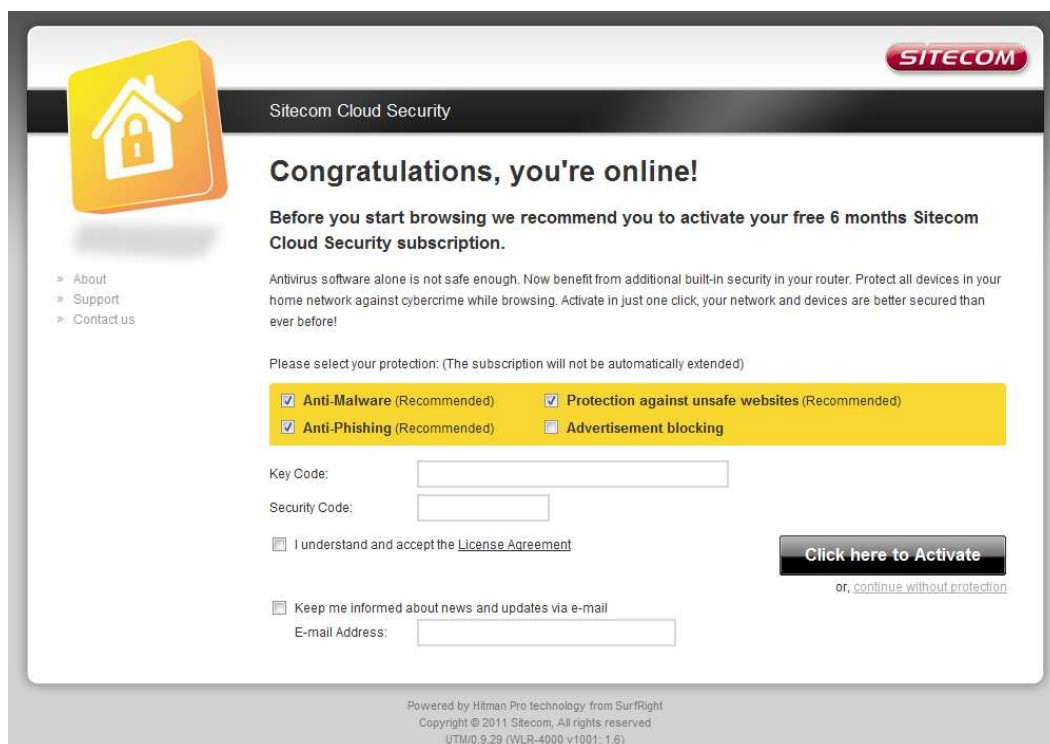 SITECOM
Sitecom Cloud Security
Congratulations, you're online!
Before you start browsing we recommend you to activate your free 6 months Sitecom
Cloud Security subscription.
» About
» Support
» Contact us
Antivirus software alone is not safe enough. Now benefit from additional built-in security in your router. Protect all devices in your
home network against cybercrime while browsing. Activate in just one click, your network and devices are better secured than
ever before!
Please select your protection: (The subscription will not be automatically extended)
Anti-Malware (Recommended)
Protection against unsafe websites (Recommended)
Anti-Phishing (Recommended)
Advertisement blocking
Key Code:
Security Code:
I understand and accept the License Agreement
Click here to Activate
or, continue without protection
Keep me informed about news and updates via e-mail
E-mail Address:
Powered by Hitman Pro technology from SurfRight
Copyright © 2011 Sitecom, All rights reserved
UTM/0.9.29 (WLR-4000 v1001: 1.6)